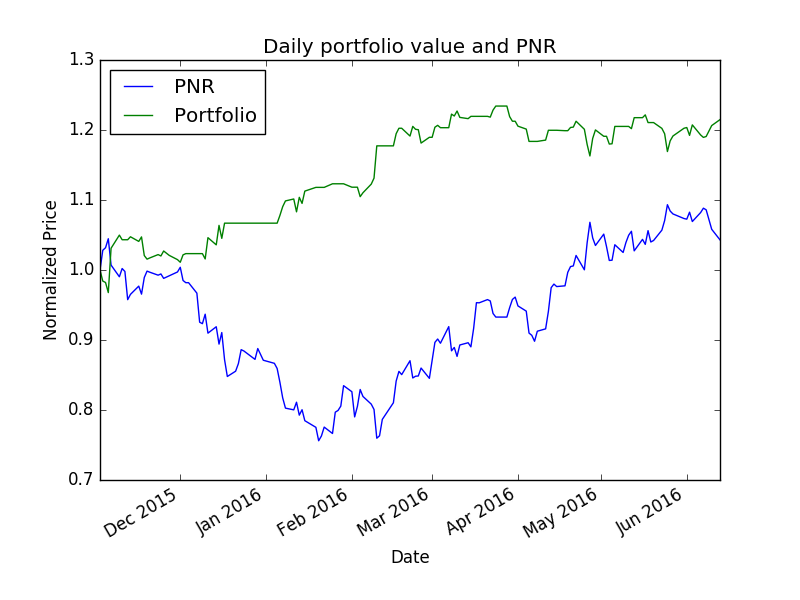 Daily portfolio value and PNR
1.3
1.2
1.1
1.0
0.9
0.8
0.7
Normalized Price
PNR
Portfolio
Dec 2015
Jan 2016
Feb 2016
Mar 2016
Apr 2016
May 2016
Jun 2016
Date